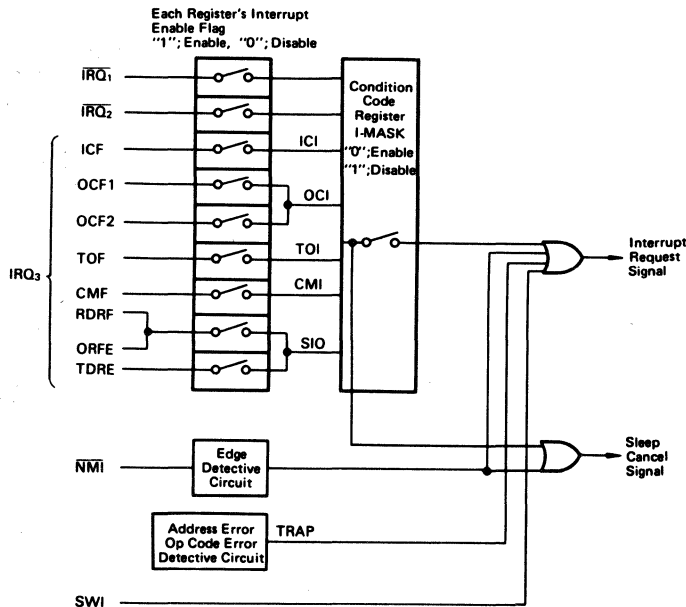 Each Register's Interrupt
Enable Flag
"1"; Enable, "0"; Disable
IRQ1
IRQ2
ICF
OCF1
OCF2
TOF
CMF
RDRF
ORFE
TDRE
IRQ3
ICI
OCI
TOI
CMI
SIO
Condition
Code
Register
I-MASK
"0";Enable
"1";Disable
Interrupt
Request
Signal
Sleep
Cancel
Signal
NMI
Edge
Detective
Circuit
Address Error
Op Code Error
Detective Circuit
TRAP
SWI